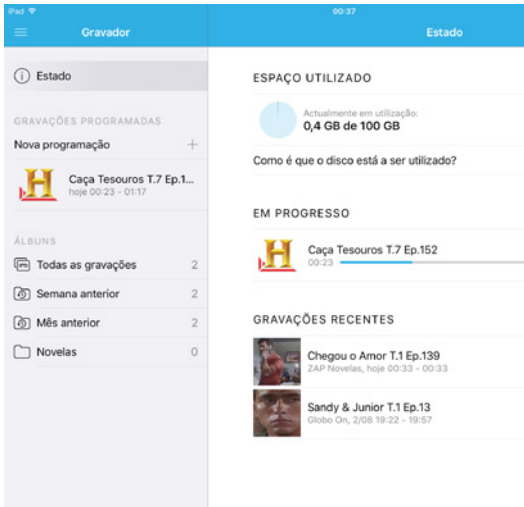 iPad
00:37
Gravador
Estado
Estado
GRAVAÇÕES PROGRAMADAS
Nova programação
H
Caça Tesouros T.7 Ep.1...
hoje 00:23 - 01:17
ÁLBUNS
Todas as gravações 2
Semana anterior 2
Mês anterior 2
Novelas 0
ESPAÇO UTILIZADO
Actualmente em utilização:
0,4 GB de 100 GB
Como é que o disco está a ser utilizado?
EM PROGRESSO
H
Caça Tesouros T.7 Ep.152
00:23
GRAVAÇÕES RECENTES
Chegou o Amor T.1 Ep.139
ZAP Novelas, hoje 00:33 - 00:33
Sandy & Junior T.1 Ep.13
Globo On, 2/08 19:22 - 19:57